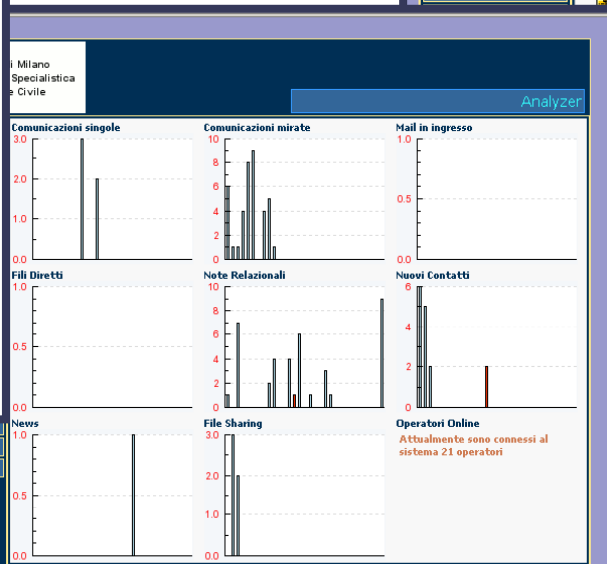 i Milano
Specialistica
e Civile
Analyzer
Comunicazioni singole
3.0
2.0
1.0
0.0
Comunicazioni mirate
10
8
6
4
2
0
Mail in ingresso
1.0
0.5
0.0
Fili Diretti
1.0
0.5
0.0
Note Relazionali
10
8
6
4
2
0
Nuovi Contatti
6
4
2
0
News
1.0
0.5
0.0
File Sharing
3.0
2.0
1.0
0.0
Operatori Online
Attualmente sono connessi al
sistema 21 operatori